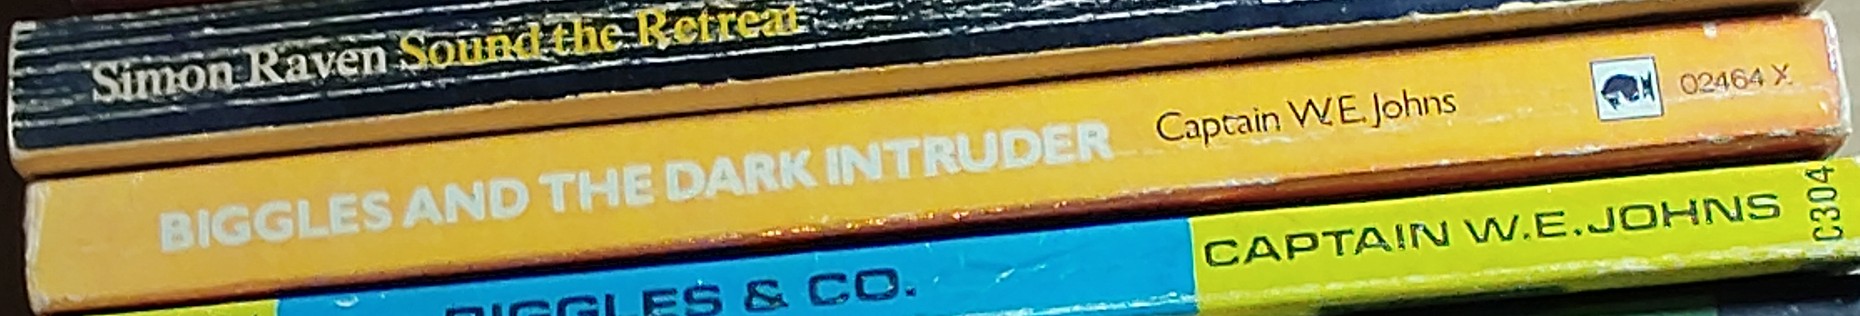 Simon Raven Sound the Retreat
BIGGLES AND THE DARK INTRUDER Captain W.E. Johns 02464 X
BIGGLES & CO. CAPTAIN W.E.JOHNS C304